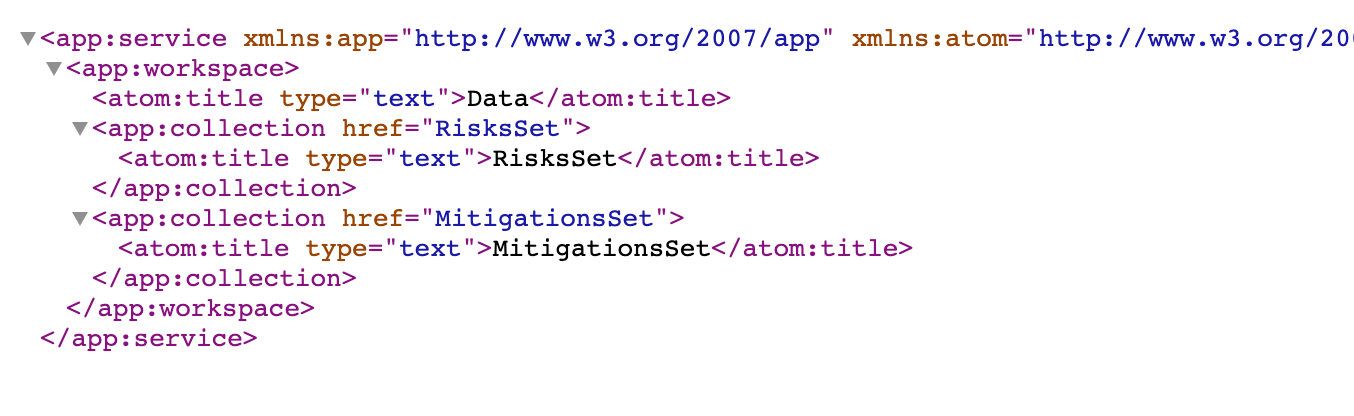 <app:service xmlns:app="http://www.w3.org/2007/app" xmlns:atom="http://www.w3.org/200
<app:workspace>
<atom:title type="text">Data</atom:title>
<app:collection href="RisksSet">
<atom:title type="text">RisksSet</atom:title>
</app:collection>
<app:collection href="MitigationsSet">
<atom:title type="text">MitigationsSet</atom:title>
</app:collection>
</app:workspace>
</app:service>